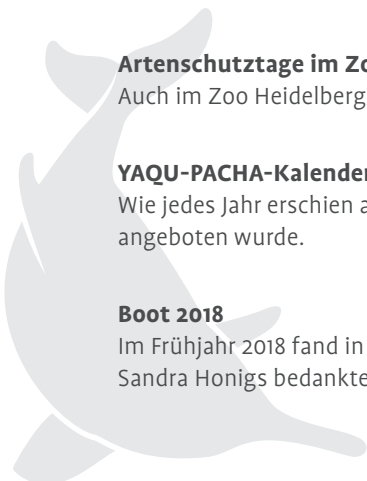 Artenschutztage im Zo
Auch im Zoo Heidelberg
YAQU-PACHA-Kalender
Wie jedes Jahr erschien a
angeboten wurde.
Boot 2018
Im Frühjahr 2018 fand in
Sandra Honigs bedankte